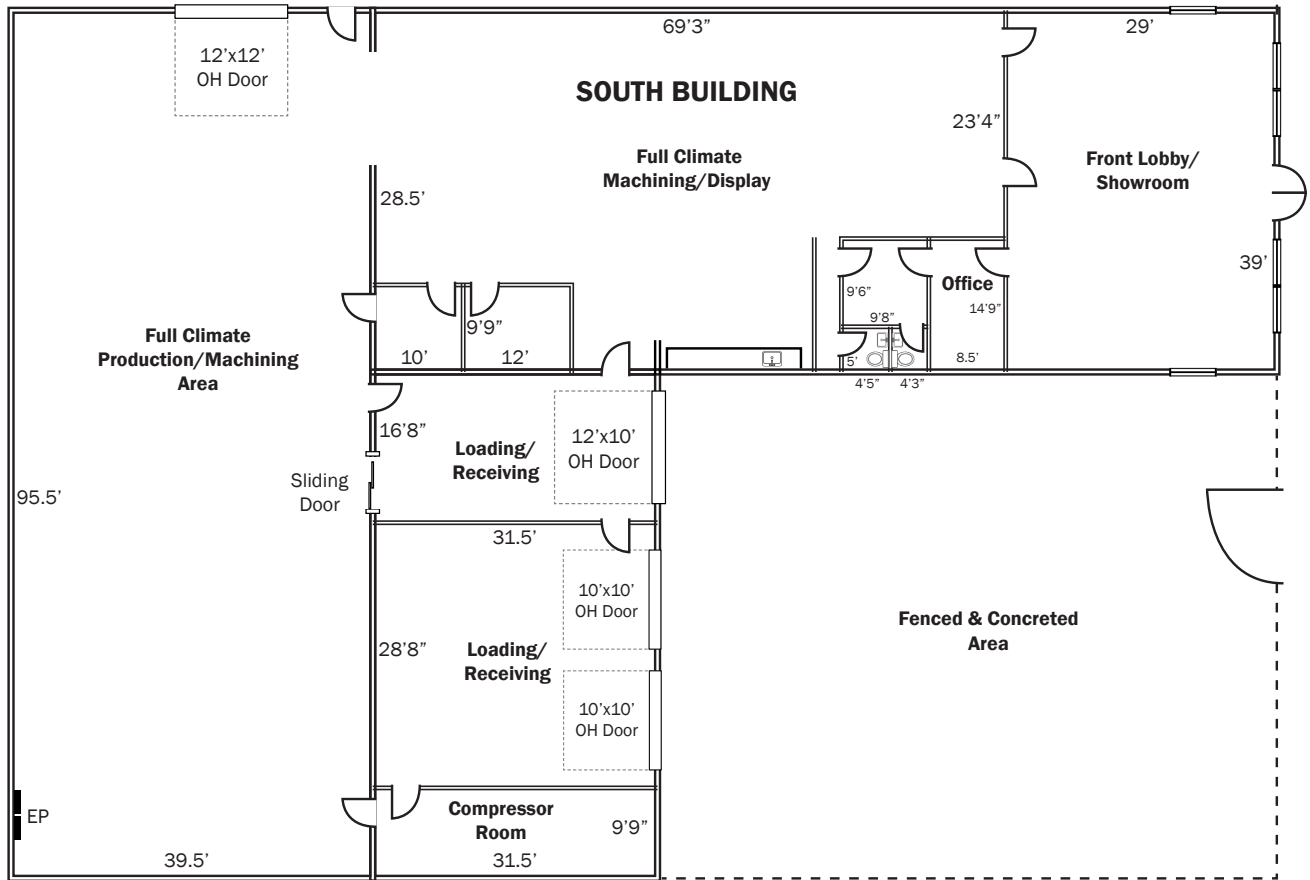 69’3”
29’
12’x12’
OH Door
SOUTH BUILDING
23’4”
Full Climate
Machining/Display
Front Lobby/
Showroom
28.5’
39’
Office
9’6”
14’9”
9’8”
Full Climate
Production/Machining
Area
9’9”
10’
12’
5’
8.5’
4’5”
4’3”
16’8”
Loading/
Receiving
12’x10’
OH Door
Sliding
Door
95.5’
31.5’
10’x10’
OH Door
28’8”
Loading/
Receiving
Fenced & Concreted
Area
10’x10’
OH Door
EP
Compressor
Room
9’9”
39.5’
31.5’